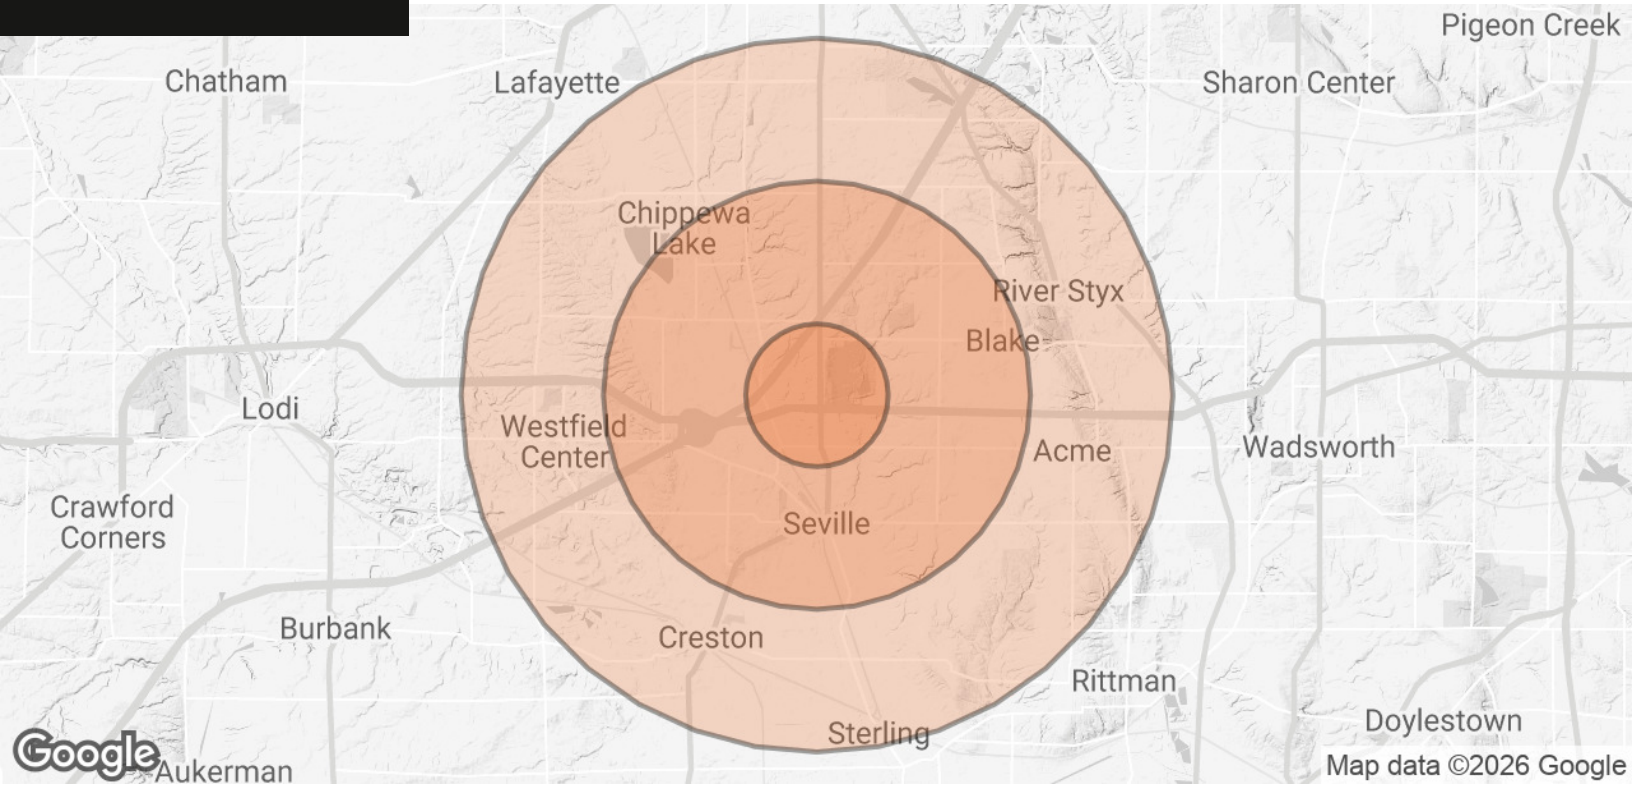 Pigeon Creek
Chatham
Lafayette
Sharon Center
Chippewa
Lake
River Styx
Blake
Lodi
Westfield
Center
Acme
Wadsworth
Crawford
Corners
Seville
Burbank
Creston
Rittman
Doylestown
Sterling
Google
Aukerman
Map data ©2026 Google